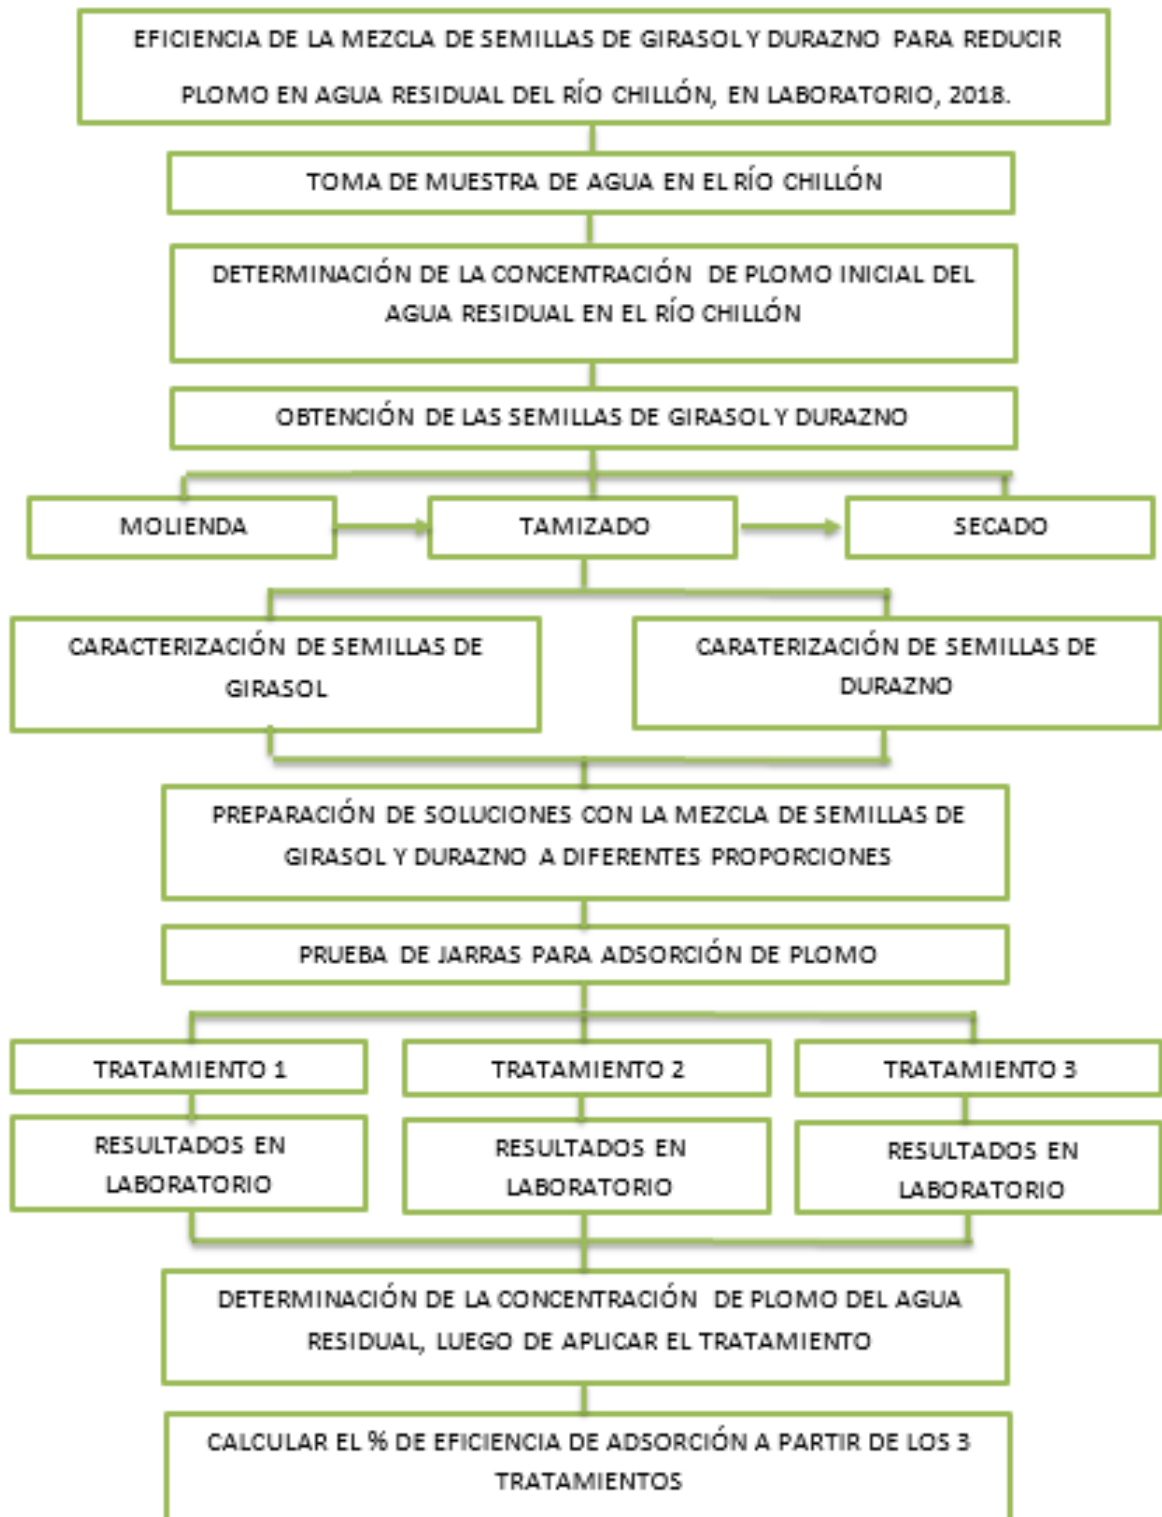 EFICIENCIA DE LA MEZCLA DE SEMILLAS DE GIRASOL Y DURAZNO PARA REDUCIR
PLOMO EN AGUA RESIDUAL DEL RÍO CHILLÓN, EN LABORATORIO, 2018.
TOMA DE MUESTRA DE AGUA EN EL RÍO CHILLÓN
DETERMINACIÓN DE LA CONCENTRACIÓN DE PLOMO INICIAL DEL
AGUA RESIDUAL EN EL RÍO CHILLÓN
OBTENCIÓN DE LAS SEMILLAS DE GIRASOL Y DURAZNO
MOLIENDA
TAMIZADO
SECADO
CARACTERIZACIÓN DE SEMILLAS DE
GIRASOL
CARATERIZACIÓN DE SEMILLAS DE
DURAZNO
PREPARACIÓN DE SOLUCIONES CON LA MEZCLA DE SEMILLAS DE
GIRASOL Y DURAZNO A DIFERENTES PROPORCIONES
PRUEBA DE JARRAS PARA ADSORCIÓN DE PLOMO
TRATAMIENTO 1
TRATAMIENTO 2
TRATAMIENTO 3
RESULTADOS EN
LABORATORIO
RESULTADOS EN
LABORATORIO
RESULTADOS EN
LABORATORIO
DETERMINACIÓN DE LA CONCENTRACIÓN DE PLOMO DEL AGUA
RESIDUAL, LUEGO DE APLICAR EL TRATAMIENTO
CALCULAR EL % DE EFICIENCIA DE ADSORCIÓN A PARTIR DE LOS 3
TRATAMIENTOS